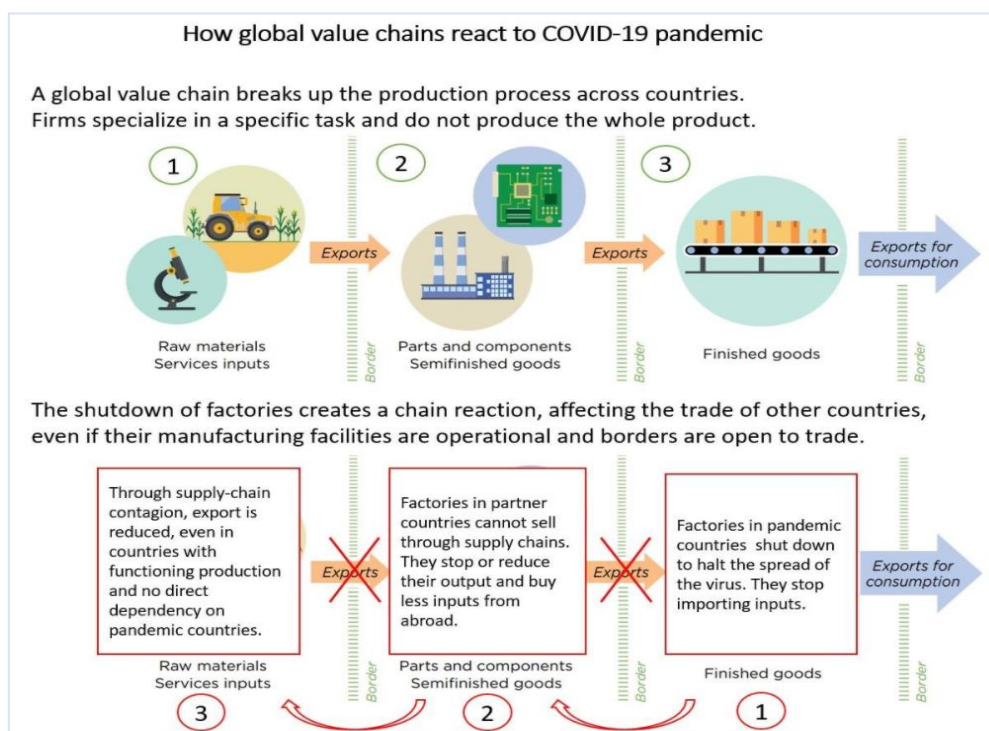 How global value chains react to COVID-19 pandemic
A global value chain breaks up the production process across countries.
Firms specialize in a specific task and do not produce the whole product.
1
2
3
Exports
Exports
Exports for
consumption
Raw materials
Services inputs
Border
Parts and components
Semifinished goods
Border
Finished goods
Border
The shutdown of factories creates a chain reaction, affecting the trade of other countries,
even if their manufacturing facilities are operational and borders are open to trade.
Through supply-chain
contagion, export is
reduced, even in
countries with
functioning production
and no direct
dependency on
pandemic countries.
Exports
Factories in partner
countries cannot sell
through supply chains.
They stop or reduce
their output and buy
less inputs from
abroad.
Exports
Factories in pandemic
countries shut down
to halt the spread of
the virus. They stop
importing inputs.
Exports for
consumption
Raw materials
Services inputs
Border
Parts and components
Semifinished goods
Border
Finished goods
Border
3
2
1